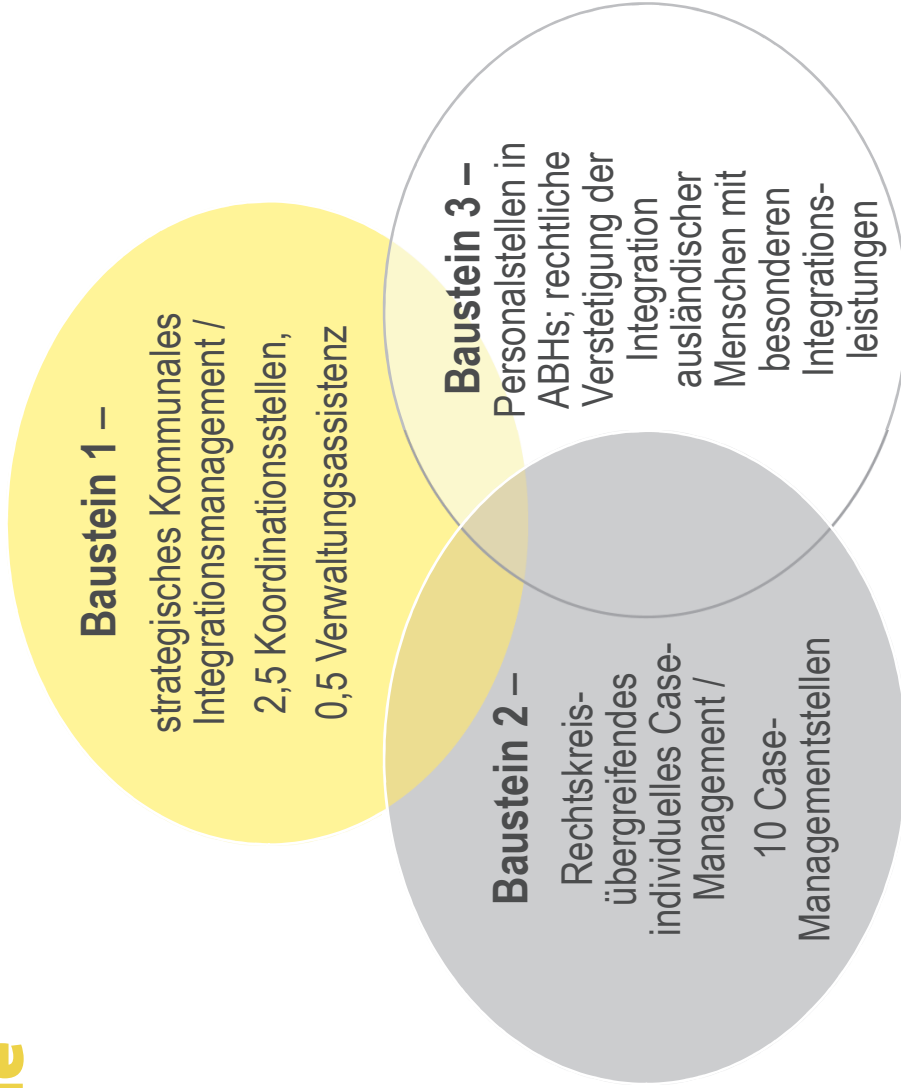 Baustein 1 –
strategisches Kommunales
Integrationsmanagement /
2,5 Koordinationsstellen,
0,5 Verwaltungsassistenz
Baustein 2 –
Rechtskreis-
übergreifendes
individuelles Case-
Management /
10 Case-
Managementstellen
Baustein 3 –
Personalstellen in
ABHs; rechtliche
Verstetigung der
Integration
ausländischer
Menschen mit
besonderen
Integrations-
leistungen